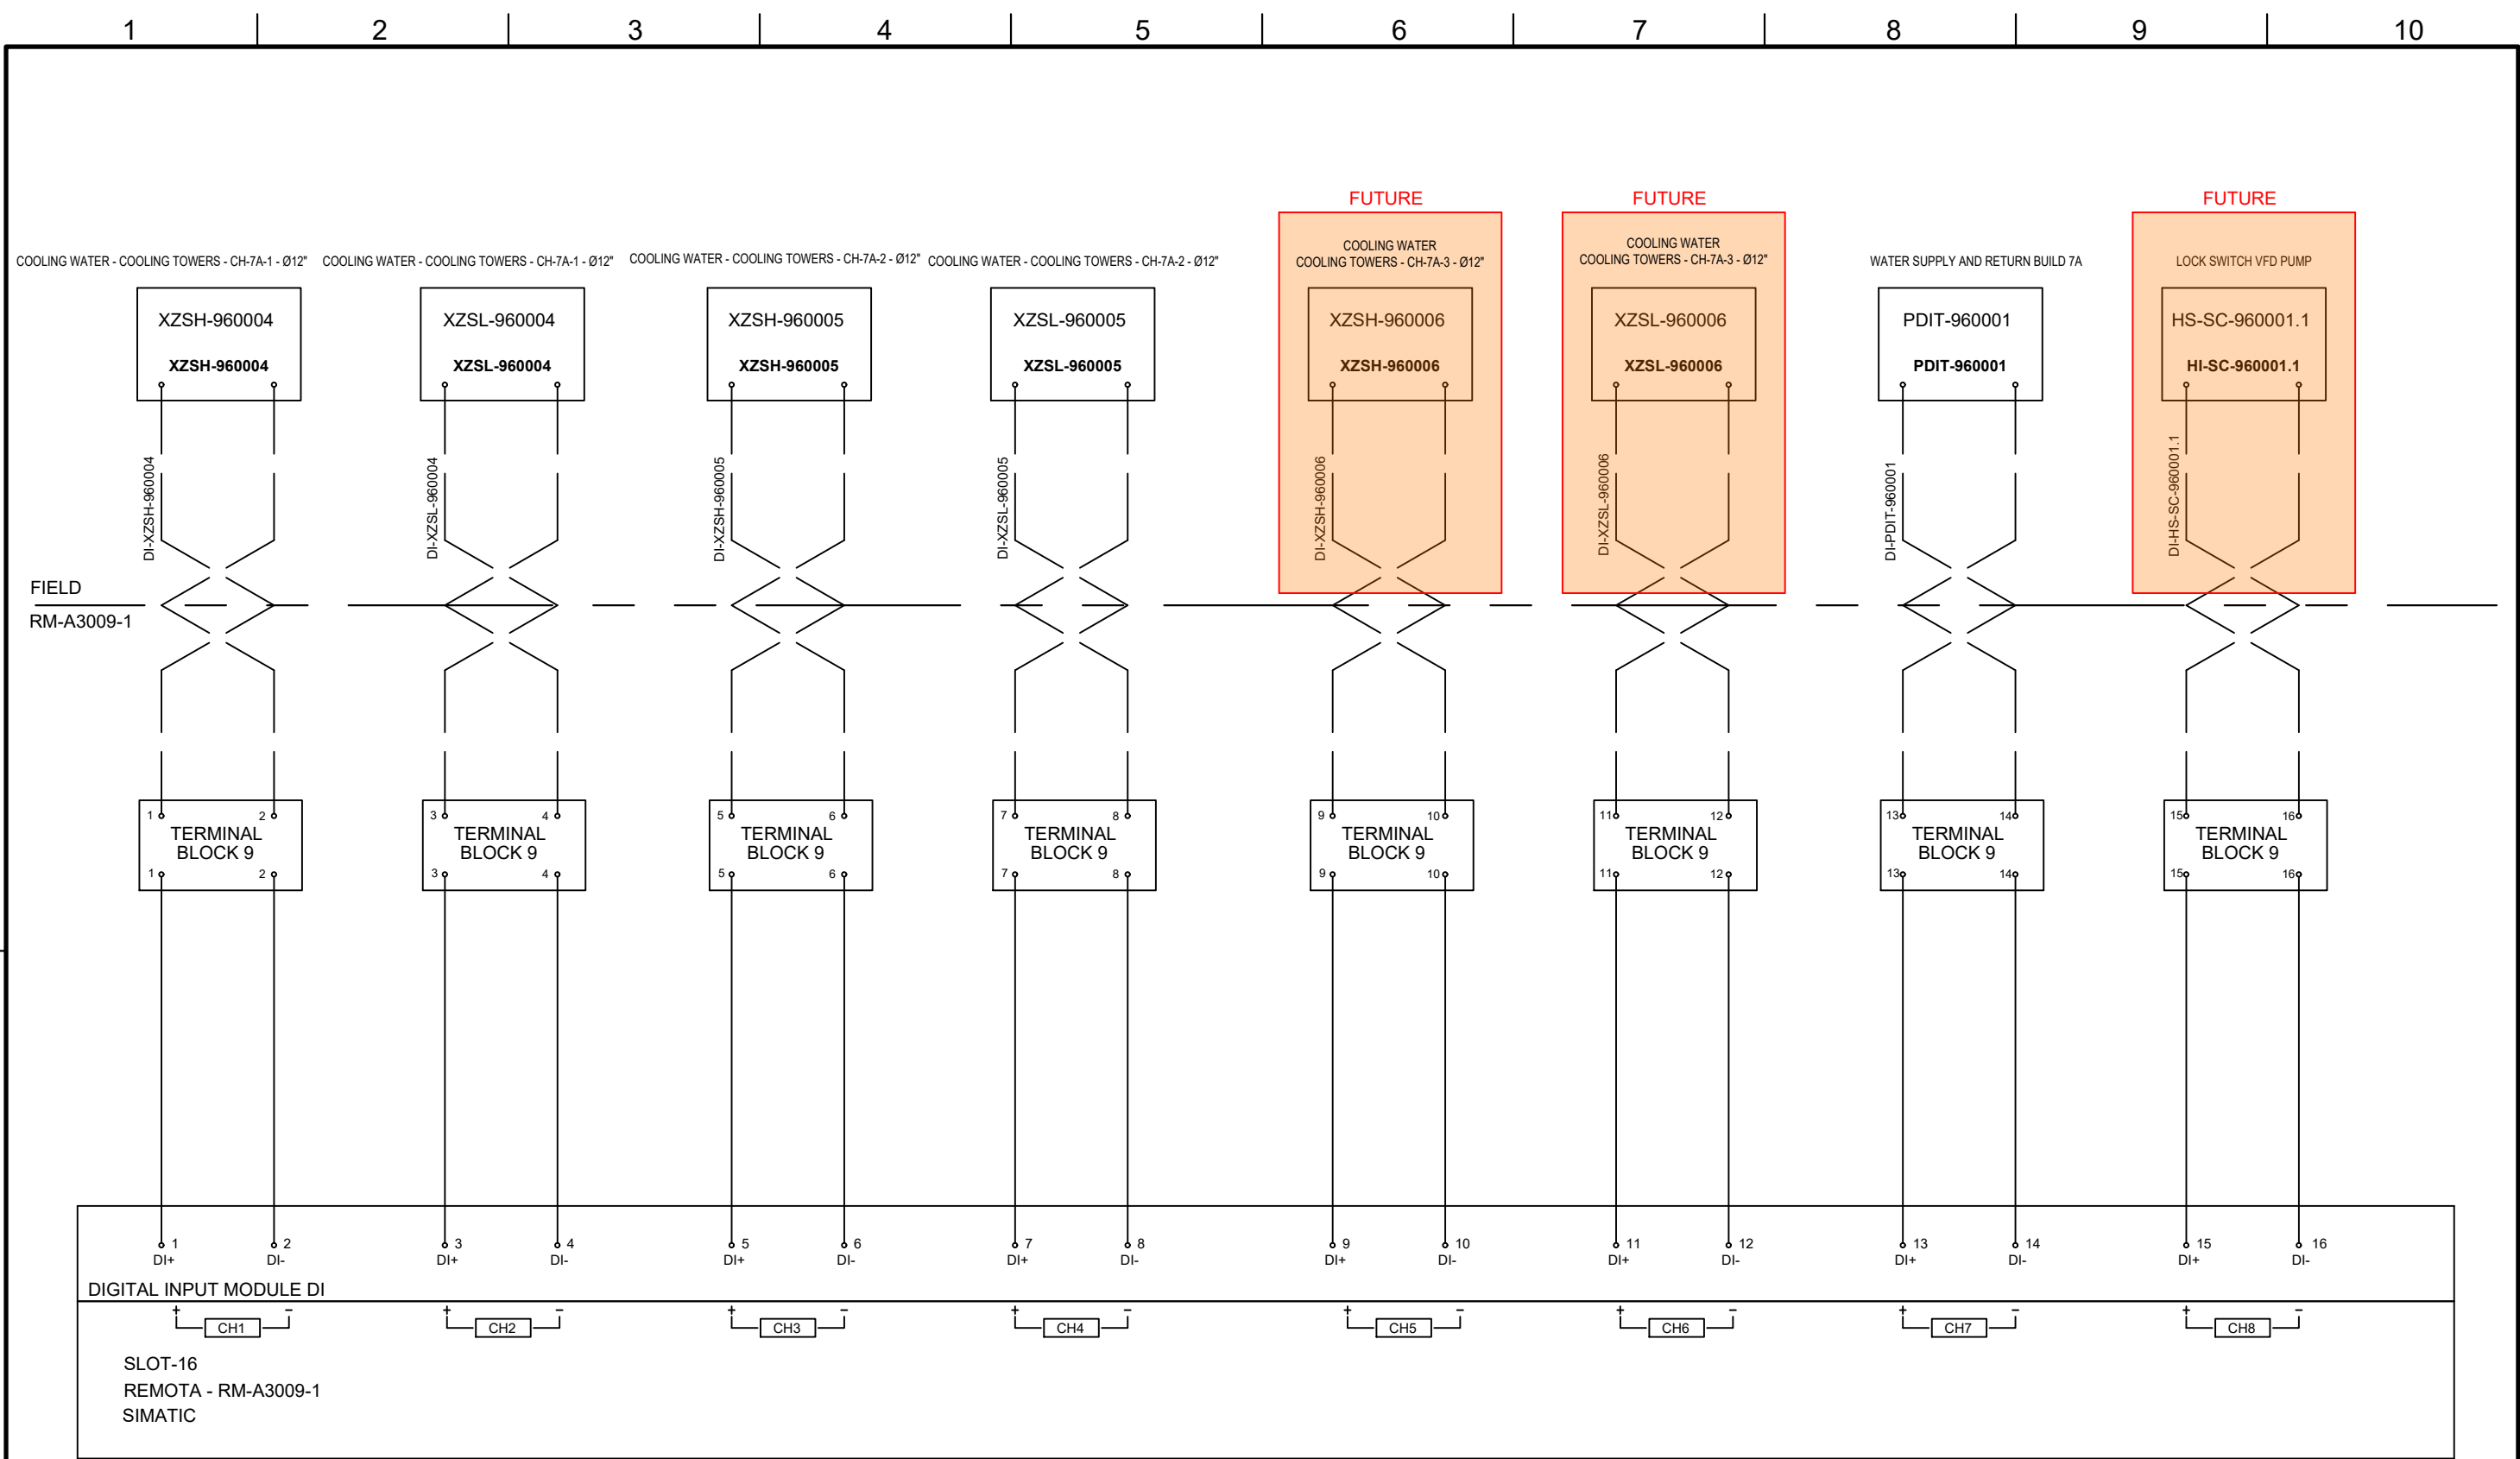 1 2 3 4 5 6 7 8 9 10
FUTURE FUTURE FUTURE
COOLING WATER - COOLING TOWERS - CH-7A-1 - Ø12"
COOLING WATER - COOLING TOWERS - CH-7A-1 - Ø12"
COOLING WATER - COOLING TOWERS - CH-7A-2 - Ø12"
COOLING WATER - COOLING TOWERS - CH-7A-2 - Ø12"
COOLING WATER
COOLING TOWERS - CH-7A-3 - Ø12"
COOLING WATER
COOLING TOWERS - CH-7A-3 - Ø12"
WATER SUPPLY AND RETURN BUILD 7A
LOCK SWITCH VFD PUMP
XZSH-960004 XZSL-960004 XZSH-960005 XZSL-960005 XZSH-960006 XZSL-960006 PDIT-960001 HS-SC-960001.1
XZSH-960004 XZSL-960004 XZSH-960005 XZSL-960005 XZSH-960006 XZSL-960006 PDIT-960001 HI-SC-960001.1
DI-XZSH-960004
DI-XZSL-960004
DI-XZSH-960005
DI-XZSL-960005
DI-XZSH-960006
DI-XZSL-960006
DI-PDIT-960001
DI-HS-SC-960001.1
FIELD
RM-A3009-1
1 2 3 4 5 6 7 8 9 10 11 12 13 14 15 16
TERMINAL TERMINAL TERMINAL TERMINAL TERMINAL TERMINAL TERMINAL TERMINAL
BLOCK 9 BLOCK 9 BLOCK 9 BLOCK 9 BLOCK 9 BLOCK 9 BLOCK 9 BLOCK 9
1 2 3 4 5 6 7 8 9 10 11 12 13 14 15 16
1 2 3 4 5 6 7 8 9 10 11 12 13 14 15 16
DI+ DI- DI+ DI- DI+ DI- DI+ DI- DI+ DI- DI+ DI- DI+ DI- DI+ DI-
DIGITAL INPUT MODULE DI
+ − + − + − + − + − + − + − + −
CH1 CH2 CH3 CH4 CH5 CH6 CH7 CH8
SLOT-16
REMOTA - RM-A3009-1
SIMATIC